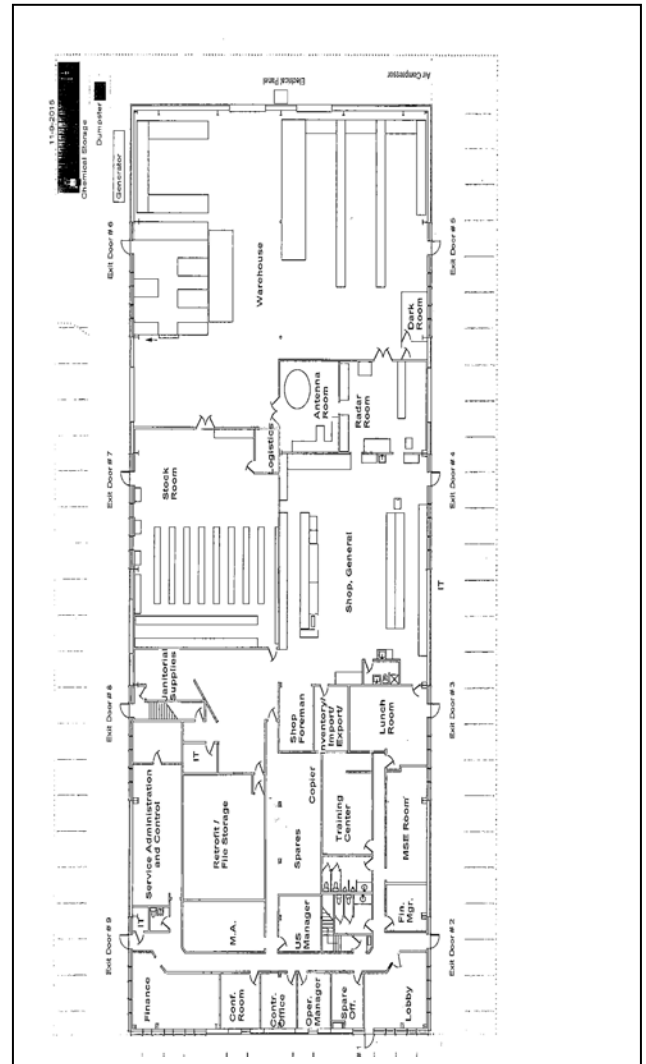 11-9-2015
Chemical Storage
Dumpster
Generator
Electrical Panel
Air Compressor
Exit Door # 6
Exit Door # 5
Warehouse
Dark
Room
Antenna
Room
Radar
Room
Logistics
Exit Door # 7
Exit Door # 4
Stock
Room
Shop, General
IT
Exit Door # 8
Exit Door # 3
Janitorial
Supplies
Shop
Foreman
Inventory/
Import/
Export/
Lunch
Room
IT
Service Administration
and Control
Retrofit /
File Storage
Spares
Copier
Training
Center
MSE Room
IT
M.A.
US
Manager
Fin.
Mgr.
Exit Door # 9
Exit Door # 2
Finance
Conf.
Room
Contr.
Office
Oper.
Manager
Spare
Off.
Lobby